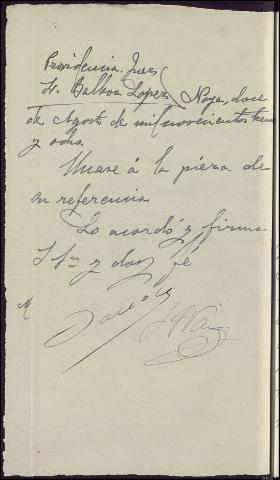 Providencia. Juez
Sr. Balboa Lopez Noya, doce
de Agosto de mil novecientos treinta
y ocho.
Unase á la pieza de
su referencia
Lo acordó y firma
S Sª y doy fé